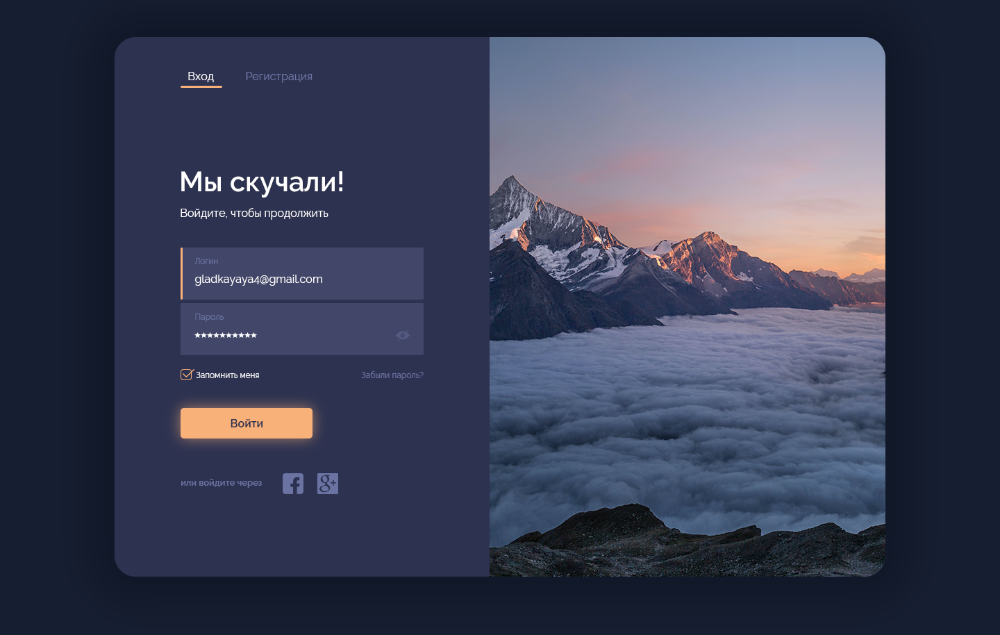 Вход Регистрация
Мы скучали!
Войдите, чтобы продолжить
Логин
gladkayaya4@gmail.com
Пароль
**********
Запомнить меня Забыли пароль?
Войти
или войдите через f g+